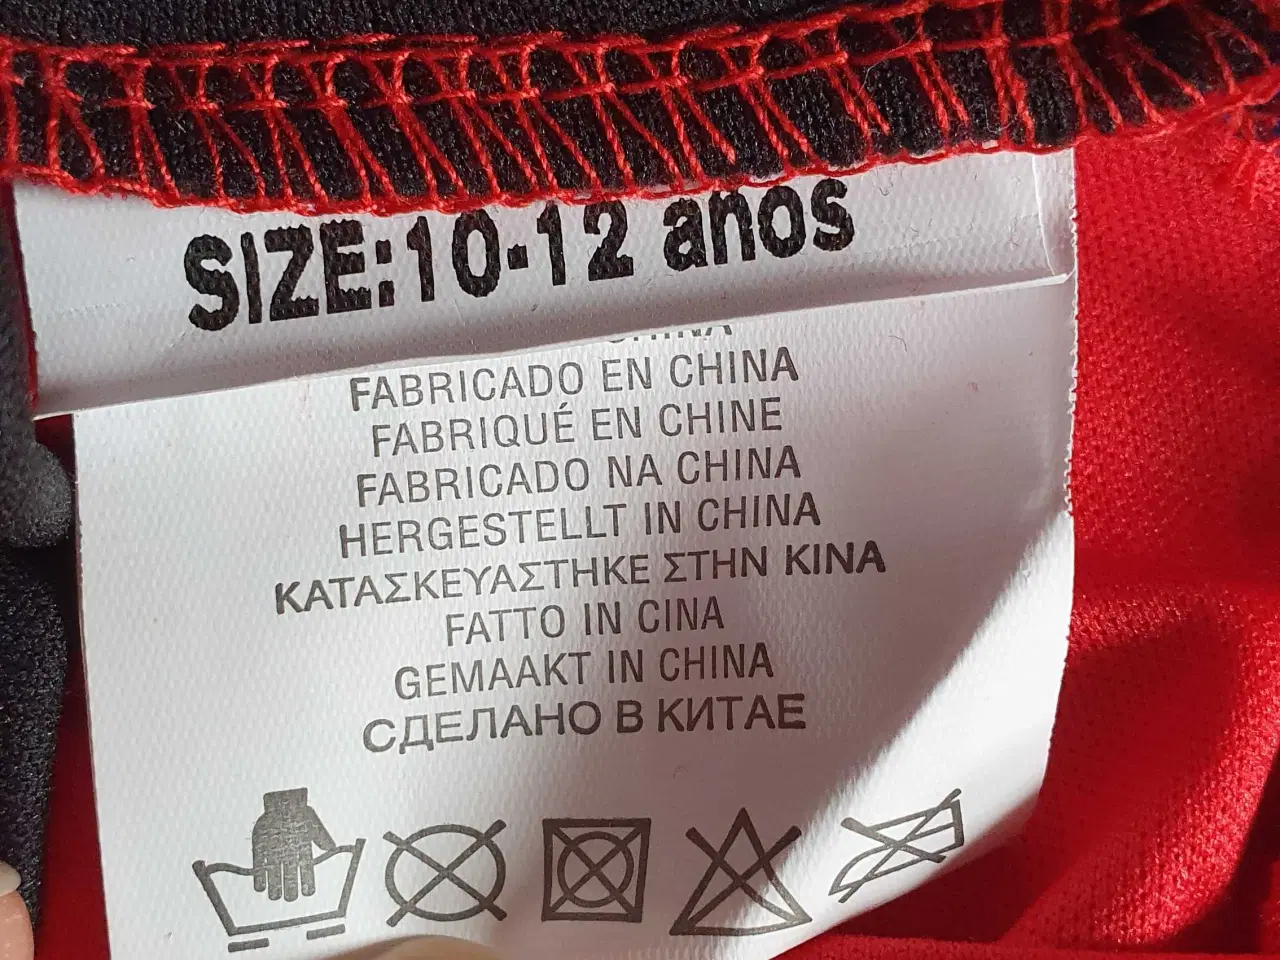 SIZE:10-12 anos
FABRICADO EN CHINA
FABRIQUÉ EN CHINE
FABRICADO NA CHINA
HERGESTELLT IN CHINA
ΚΑΤΑΣΚΕΥΑΣΤΗΚΕ ΣΤΗΝ ΚΙΝΑ
FATTO IN CINA
GEMAAKT IN CHINA
СДЕЛАНО В КИТАЕ